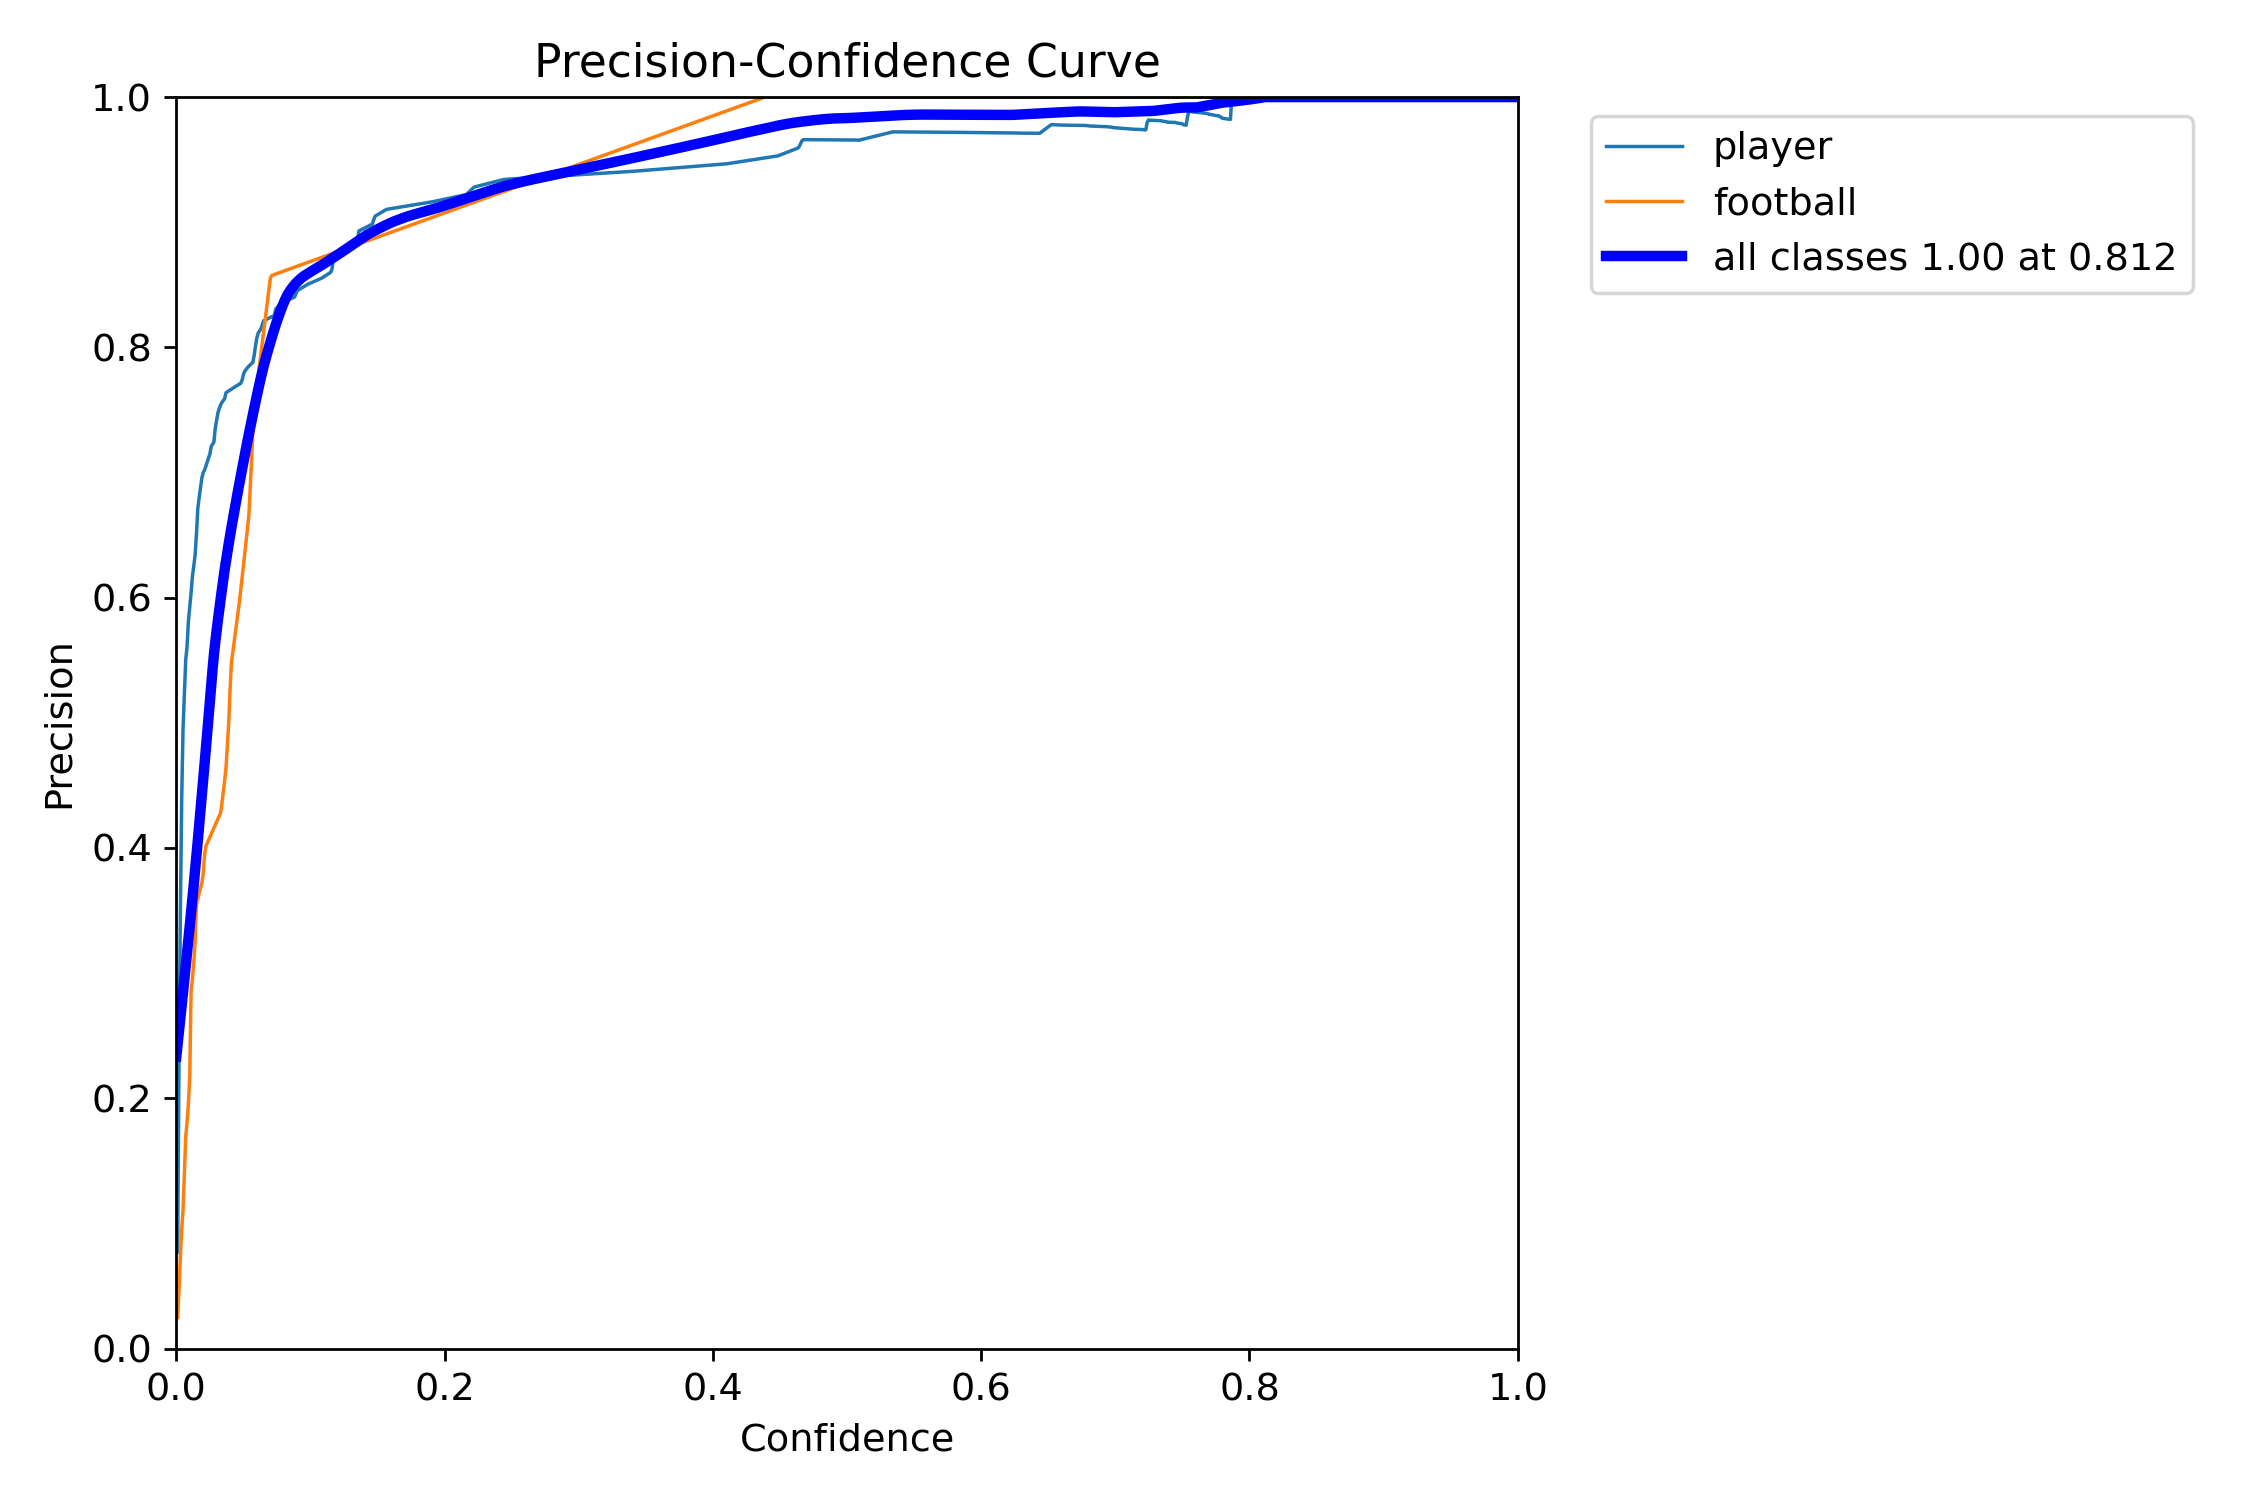 Precision-Confidence Curve
1.0
0.8
0.6
0.4
0.2
0.0
Precision
0.0 0.2 0.4 0.6 0.8 1.0
Confidence
player
football
all classes 1.00 at 0.812